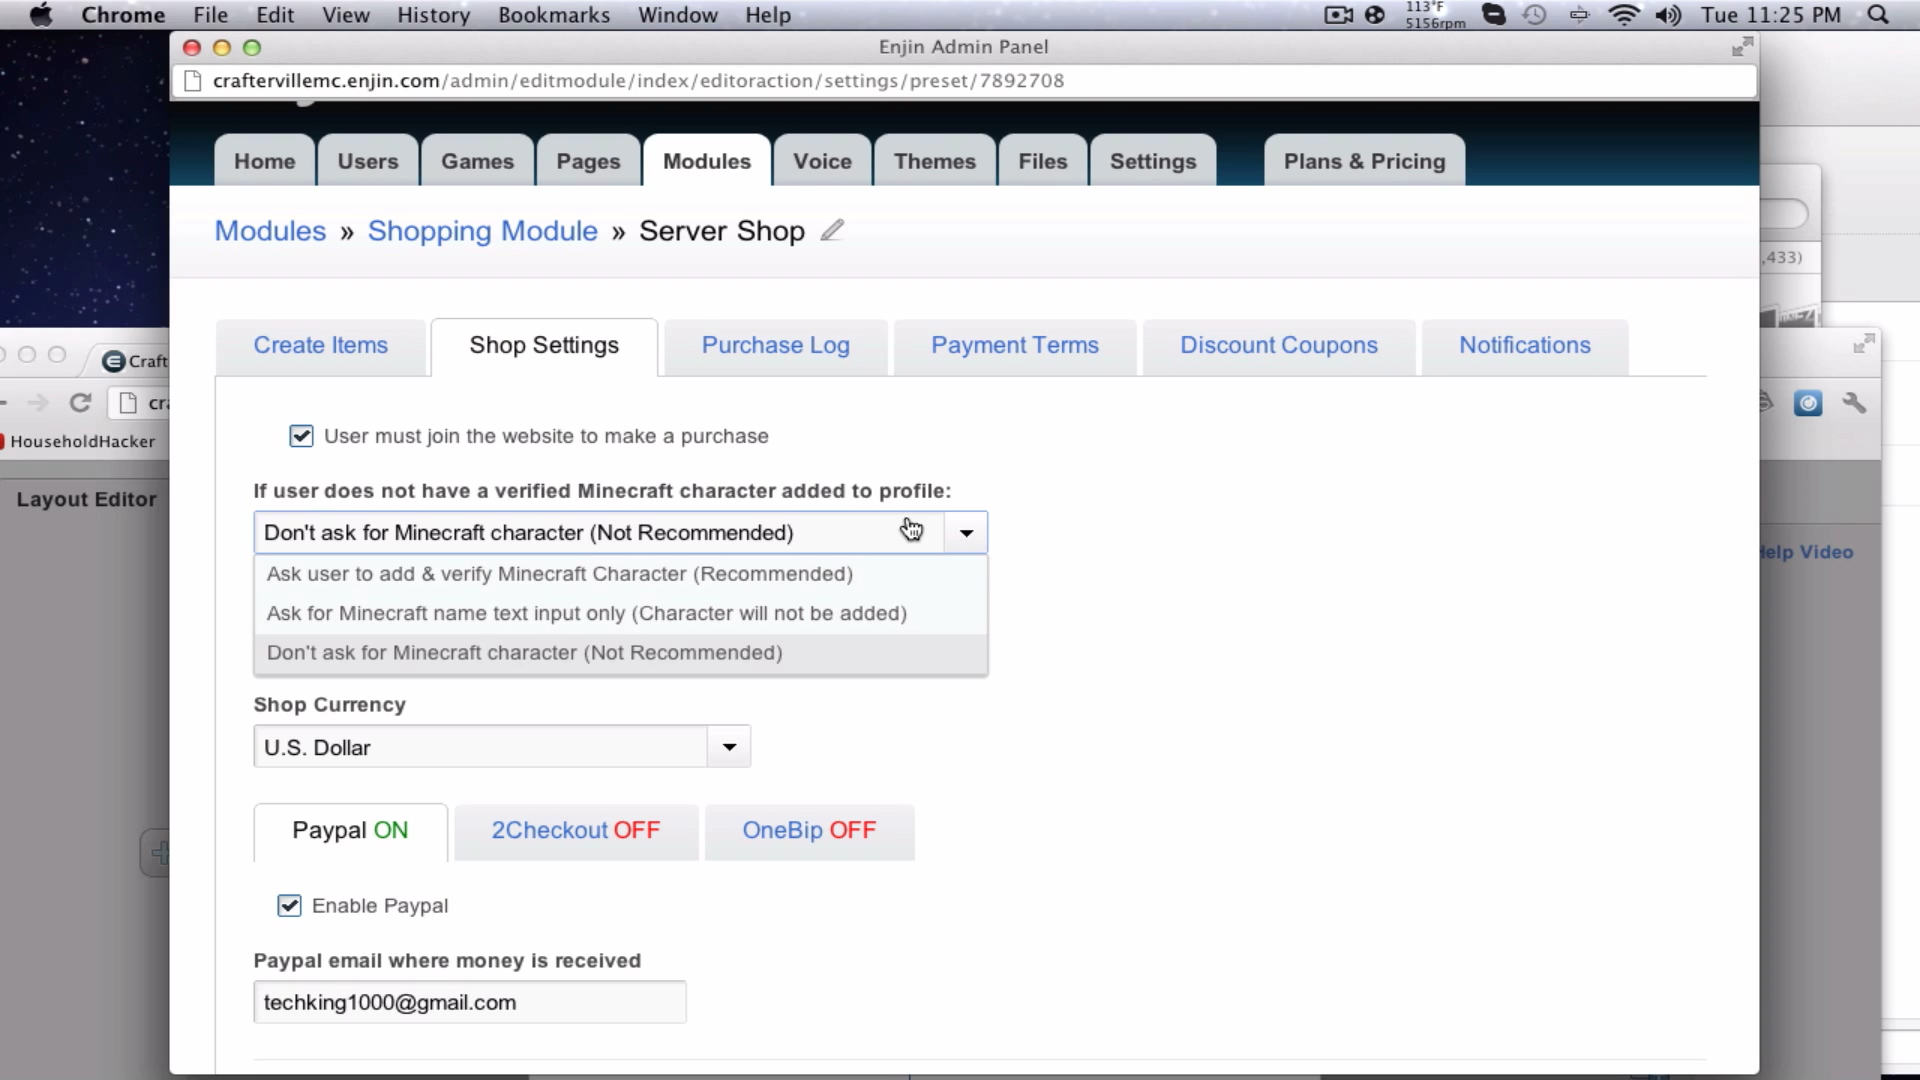 Chrome File Edit View History Bookmarks Window Help 113°F 5156rpm Tue 11:25 PM
Enjin Admin Panel
craftervillemc.enjin.com/admin/editmodule/index/editoraction/settings/preset/7892708
Home Users Games Pages Modules Voice Themes Files Settings Plans & Pricing
Modules » Shopping Module » Server Shop
,433)
Create Items Shop Settings Purchase Log Payment Terms Discount Coupons Notifications
Craft
cra
HouseholdHacker
User must join the website to make a purchase
Layout Editor
If user does not have a verified Minecraft character added to profile:
Don't ask for Minecraft character (Not Recommended)
Help Video
Ask user to add & verify Minecraft Character (Recommended)
Ask for Minecraft name text input only (Character will not be added)
Don't ask for Minecraft character (Not Recommended)
Shop Currency
U.S. Dollar
Paypal ON 2Checkout OFF OneBip OFF
Enable Paypal
Paypal email where money is received
techking1000@gmail.com